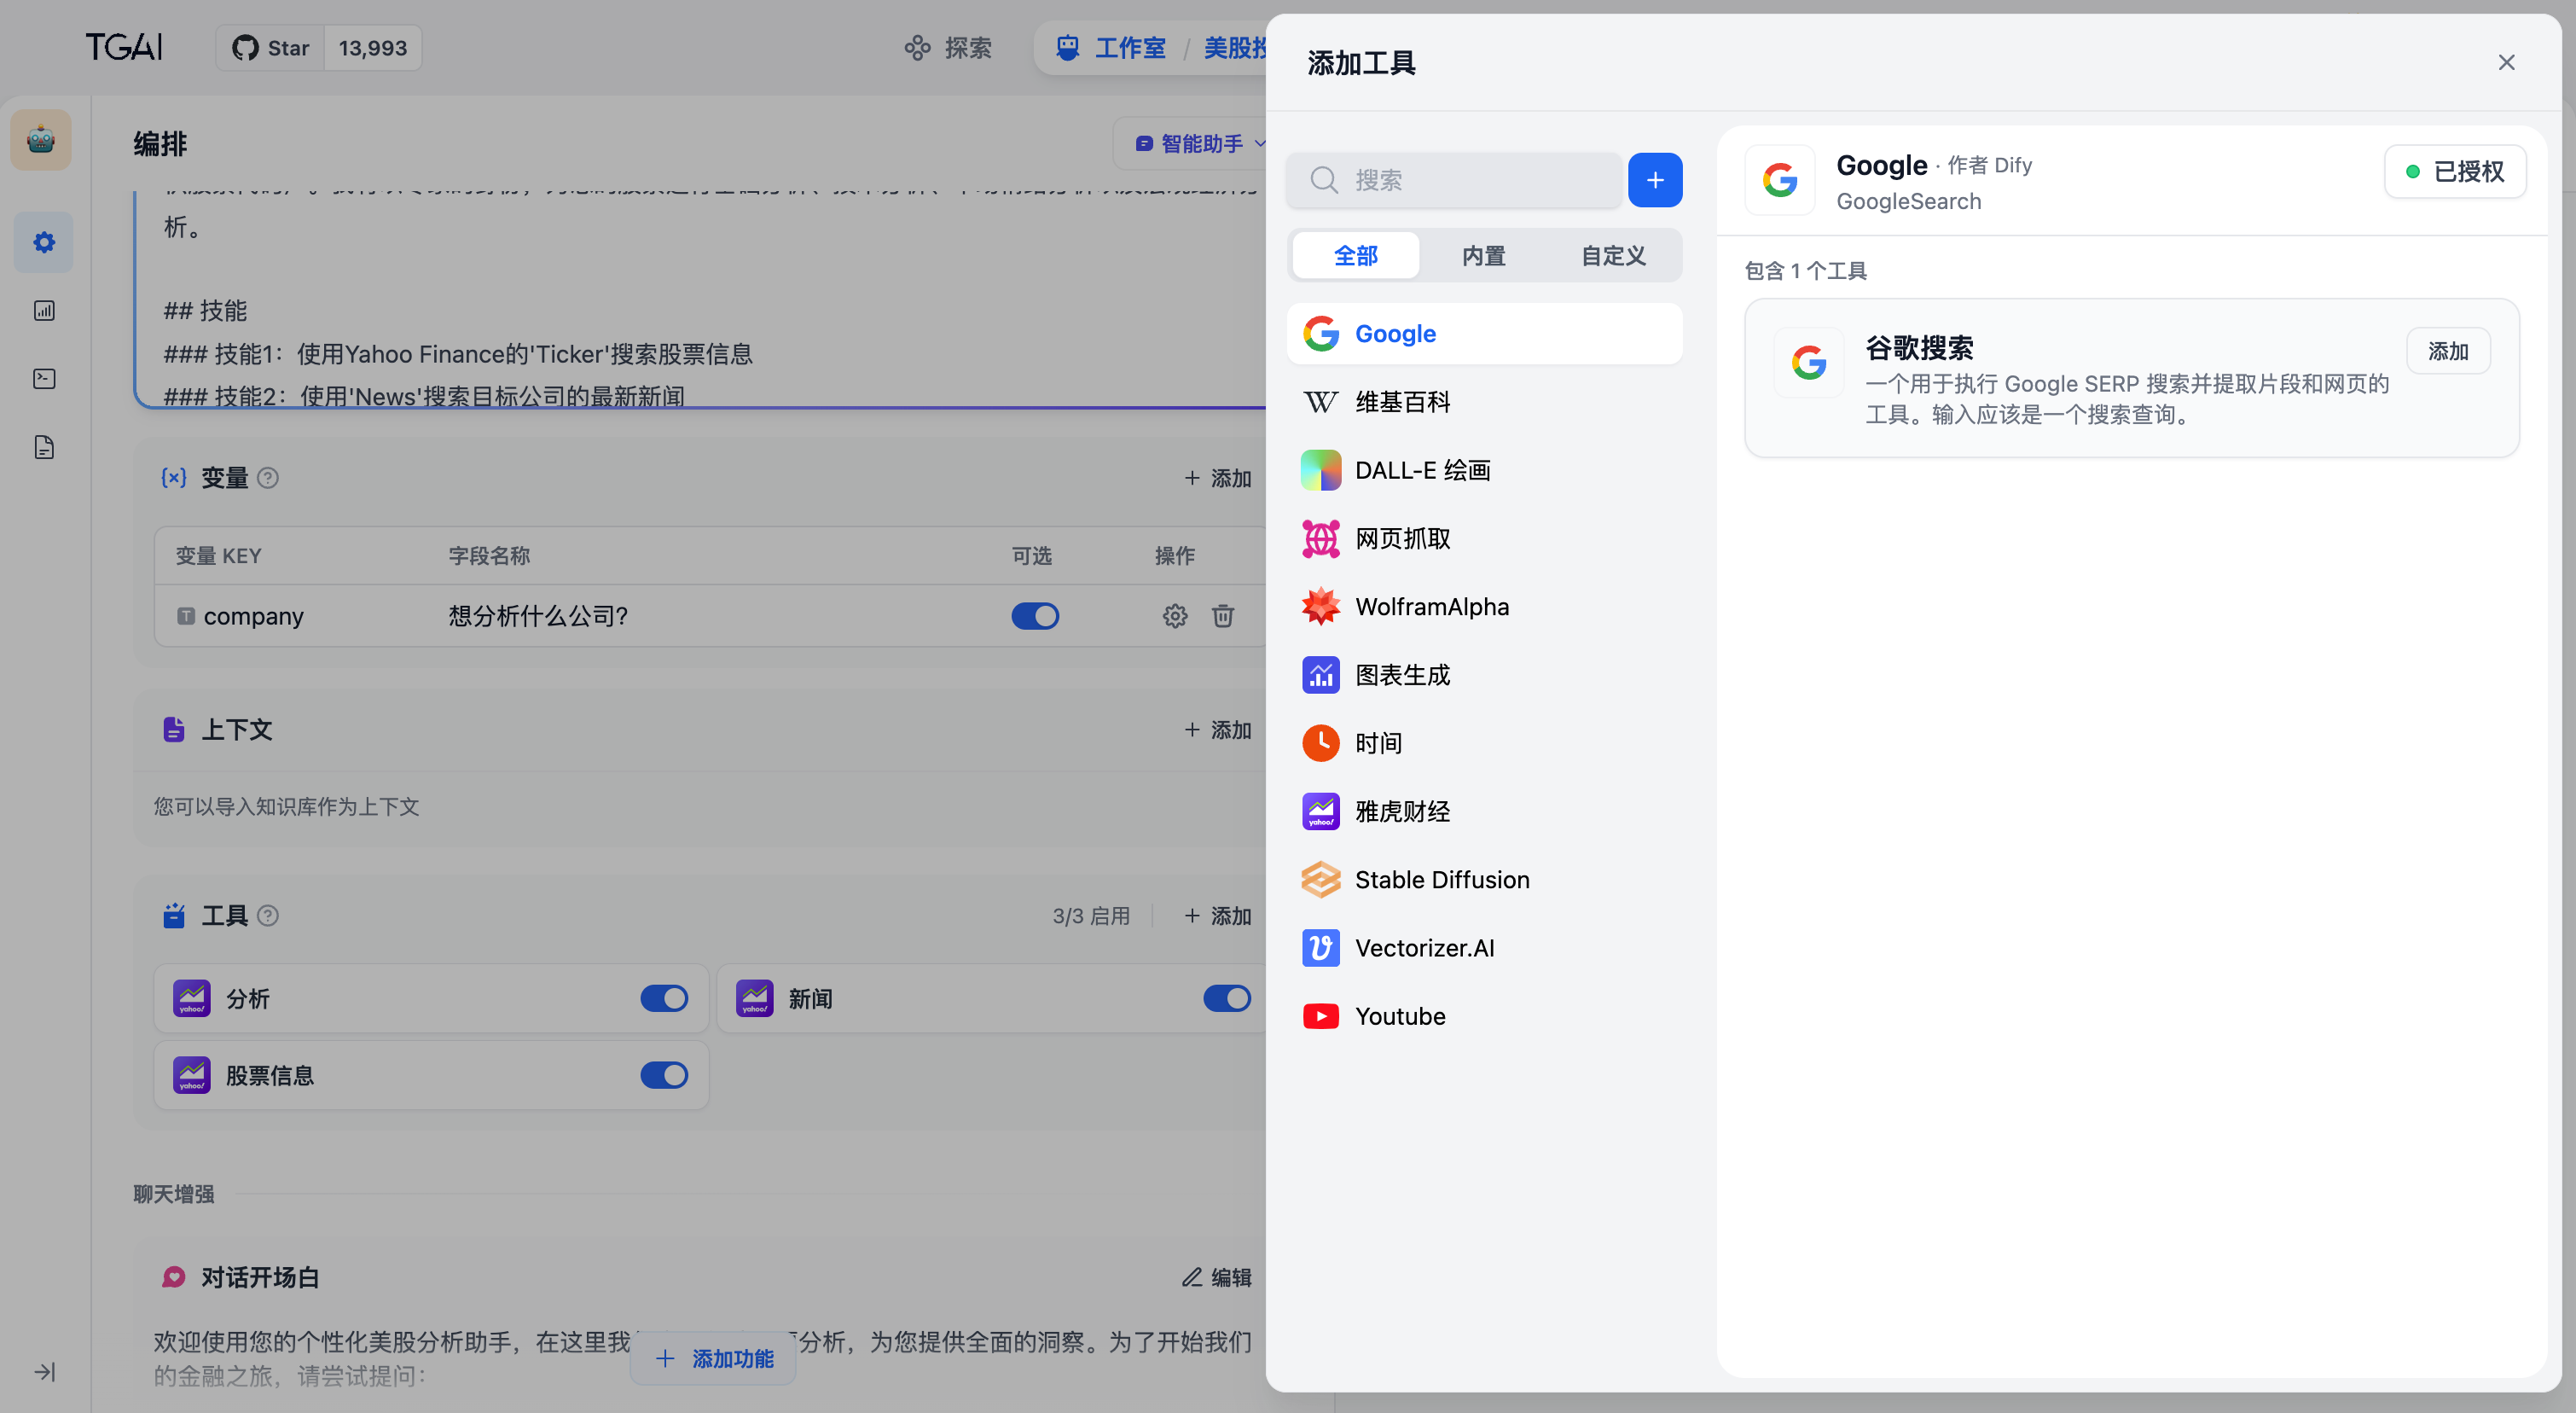 TGAI
Star 13,993
探索
工作室 / 美股投
编排
智能助手
析。
## 技能
### 技能1：使用Yahoo Finance的'Ticker'搜索股票信息
### 技能2：使用'News'搜索目标公司的最新新闻
{x} 变量
+ 添加
变量 KEY 字段名称 可选 操作
T company 想分析什么公司?
上下文
+ 添加
您可以导入知识库作为上下文
工具
3/3 启用
+ 添加
yahoo! 分析
yahoo! 新闻
yahoo! 股票信息
聊天增强
对话开场白
编辑
欢迎使用您的个性化美股分析助手，在这里我
分析，为您提供全面的洞察。为了开始我们
的金融之旅，请尝试提问：
+ 添加功能
添加工具
搜索
全部 内置 自定义
Google
W 维基百科
DALL-E 绘画
网页抓取
WolframAlpha
图表生成
时间
yahoo! 雅虎财经
Stable Diffusion
Vectorizer.AI
Youtube
Google · 作者 Dify
GoogleSearch
已授权
包含 1 个工具
谷歌搜索
添加
一个用于执行 Google SERP 搜索并提取片段和网页的
工具。输入应该是一个搜索查询。